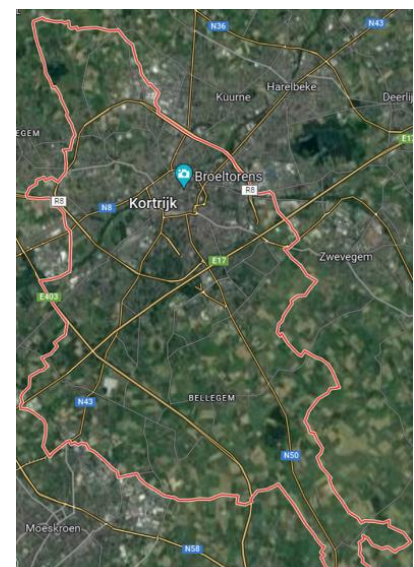 N36
N43
Harelbeke
Kuurne
Deerlij
EGEM
E17
Broeltorens
R8
R8
Kortrijk
N8
Zwevegem
E17
E403
BELLEGEM
N43
N50
Moeskroen
N58